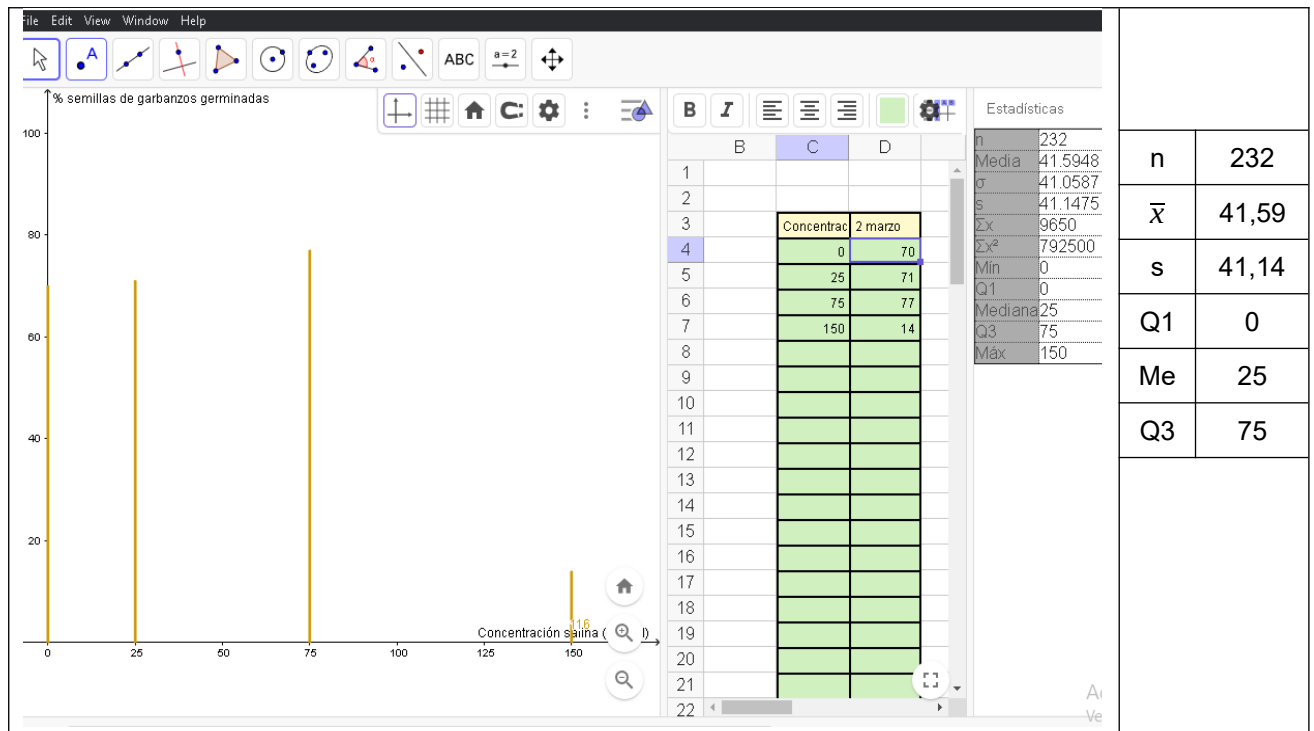 File Edit View Window Help
A
α
ABC
a=2
% semillas de garbanzos germinadas
100
80
60
40
20
0 25 50 75 100 125 150
Concentración salina (
l)
11.6
B I
B C D
1
2
3 Concentrac 2 marzo
4 0 70
5 25 71
6 75 77
7 150 14
8
9
10
11
12
13
14
15
16
17
18
19
20
21
22
Estadísticas
n 232
Media 41.5948
σ 41.0587
s 41.1475
Σx 9650
Σx² 792500
Mín 0
Q1 0
Mediana 25
Q3 75
Máx 150
n 232
x̅ 41,59
s 41,14
Q1 0
Me 25
Q3 75